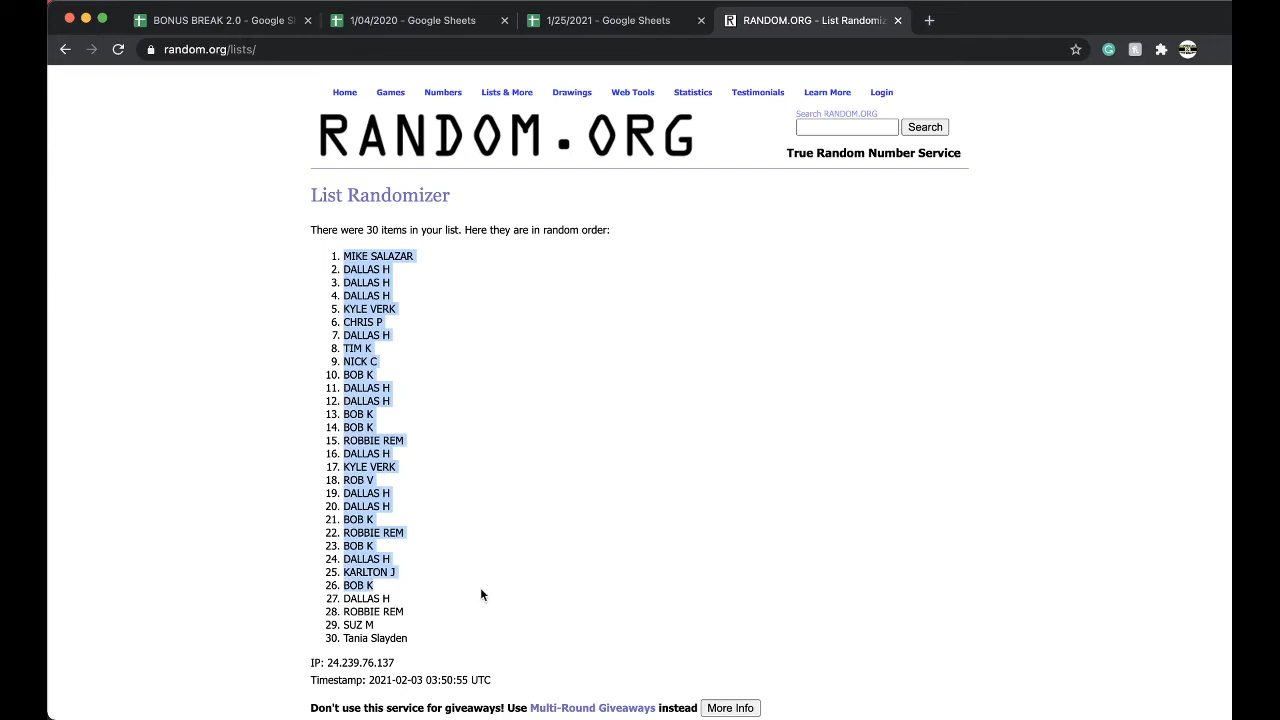 BONUS BREAK 2.0 - Google Sh
1/04/2020 - Google Sheets
1/25/2021 - Google Sheets
RANDOM.ORG - List Randomiz
random.org/lists/
Home Games Numbers Lists & More Drawings Web Tools Statistics Testimonials Learn More Login
RANDOM.ORG
Search RANDOM.ORG
Search
True Random Number Service
List Randomizer
There were 30 items in your list. Here they are in random order:
1. MIKE SALAZAR
2. DALLAS H
3. DALLAS H
4. DALLAS H
5. KYLE VERK
6. CHRIS P
7. DALLAS H
8. TIM K
9. NICK C
10. BOB K
11. DALLAS H
12. DALLAS H
13. BOB K
14. BOB K
15. ROBBIE REM
16. DALLAS H
17. KYLE VERK
18. ROB V
19. DALLAS H
20. DALLAS H
21. BOB K
22. ROBBIE REM
23. BOB K
24. DALLAS H
25. KARLTON J
26. BOB K
27. DALLAS H
28. ROBBIE REM
29. SUZ M
30. Tania Slayden
IP: 24.239.76.137
Timestamp: 2021-02-03 03:50:55 UTC
Don't use this service for giveaways! Use Multi-Round Giveaways instead More Info